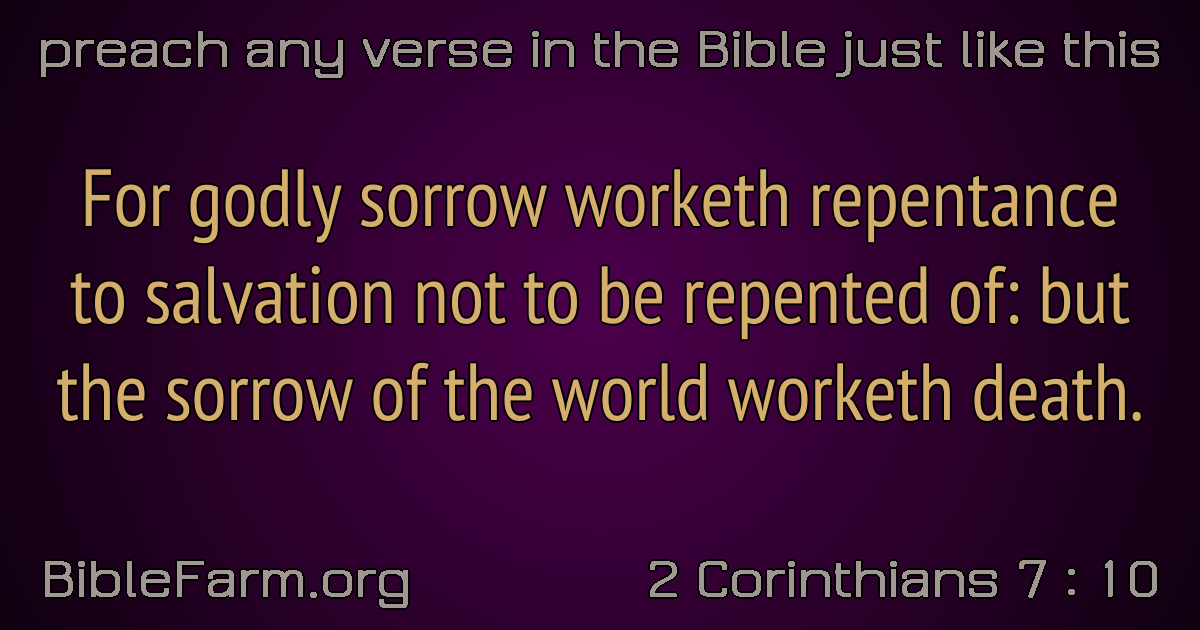 preach any verse in the Bible just like this
For godly sorrow worketh repentance
to salvation not to be repented of: but
the sorrow of the world worketh death.
BibleFarm.org
2 Corinthians 7 : 10